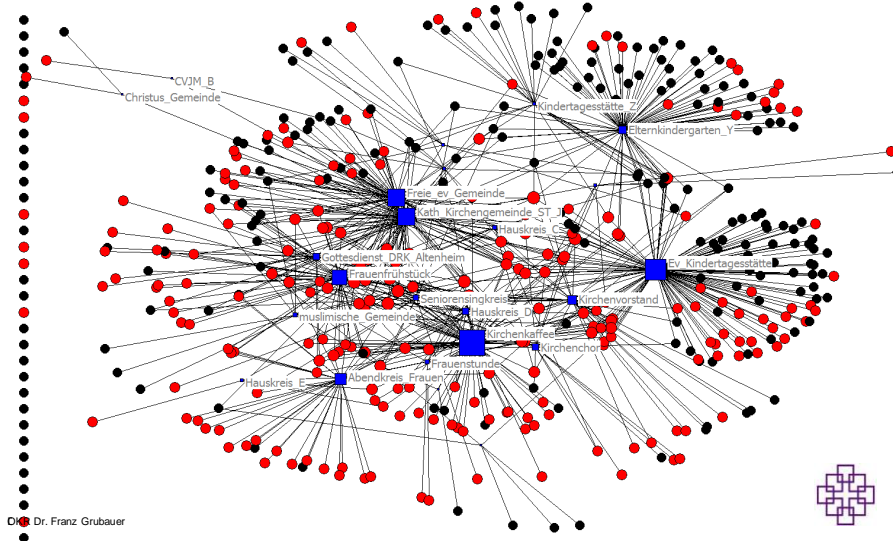 CVJM_B
Christus_Gemeinde
Kindertagesstätte_Z
Elternkindergarten_Y
Freie_ev_Gemeinde
Kath_Kirchengemeinde_ST_J
Hauskreis_C
Gottesdienst_DRK_Altenheim
Ev_Kindertagesstätte
Frauenfrühstück
Seniorensingkreis
Kirchenvorstand
Hauskreis_D
muslimische_Gemeinde
Kirchenkaffee
Kirchenchor
Frauenstunde
Abendkreis_Frauen
Hauskreis_E
Dr. Franz Grubauer